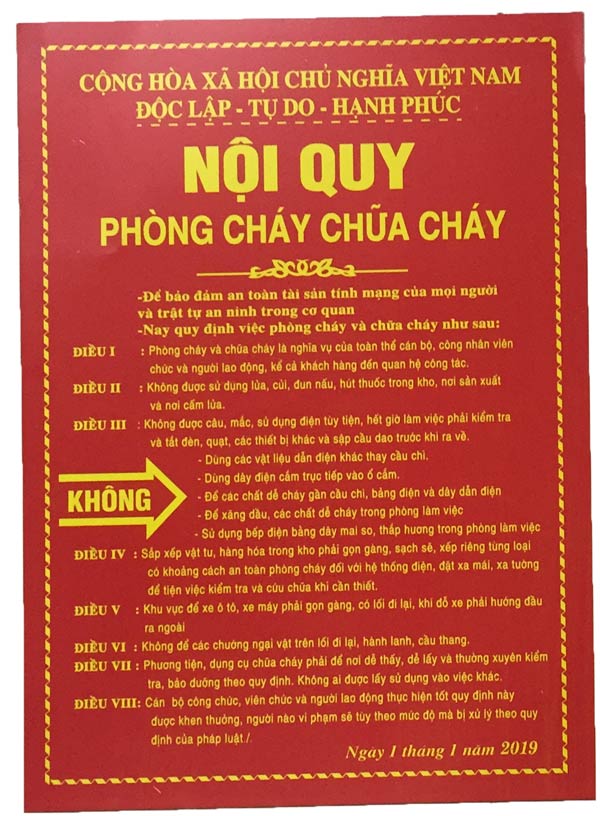 CỘNG HÒA XÃ HỘI CHỦ NGHĨA VIỆT NAM
ĐỘC LẬP - TỰ DO - HẠNH PHÚC
NỘI QUY
PHÒNG CHÁY CHỮA CHÁY
-Để bảo đảm an toàn tài sản tính mạng của mọi người
và trật tự an ninh trong cơ quan
-Nay quy định việc phòng cháy và chữa cháy như sau:
ĐIỀU I : Phòng cháy và chữa cháy là nghĩa vụ của toàn thể cán bộ, công nhân viên
chức và người lao động, kể cả khách hàng đến quan hệ công tác.
ĐIỀU II : Không được sử dụng lửa, củi, đun nấu, hút thuốc trong kho, nơi sản xuất
và nơi cấm lửa.
ĐIỀU III : Không được câu, mắc, sử dụng điện tùy tiện, hết giờ làm việc phải kiểm tra
và tắt đèn, quạt, các thiết bị khác và sập cầu dao trước khi ra về.
- Dùng các vật liệu dẫn điện khác thay cầu chì.
- Dùng dây điện cắm trực tiếp vào ổ cắm.
KHÔNG - Để các chất dễ cháy gần cầu chì, bảng điện và dây dẫn điện
- Để xăng dầu, các chất dễ cháy trong phòng làm việc
- Sử dụng bếp điện bằng dây mai so, thắp hương trong phòng làm việc
ĐIỀU IV : Sắp xếp vật tư, hàng hóa trong kho phải gọn gàng, sạch sẽ, xếp riêng từng loại
có khoảng cách an toàn phòng cháy đối với hệ thống điện, đặt xa mái, xa tường
để tiện việc kiểm tra và cứu chữa khi cần thiết.
ĐIỀU V : Khu vực để xe ô tô, xe máy phải gọn gàng, có lối đi lại, khi đỗ xe phải hướng đầu
ra ngoài
ĐIỀU VI : Không để các chướng ngại vật trên lối đi lại, hành lanh, cầu thang.
ĐIỀU VII : Phương tiện, dụng cụ chữa cháy phải để nơi dễ thấy, dễ lấy và thường xuyên kiểm
tra, bảo dưỡng theo quy định. Không ai được lấy sử dụng vào việc khác.
ĐIỀU VIII: Cán bộ công chức, viên chức và người lao động thực hiện tốt quy định này
được khen thưởng, người nào vi phạm sẽ tùy theo mức độ mà bị xử lý theo quy
định của pháp luật /.
Ngày 1 tháng 1 năm 2019